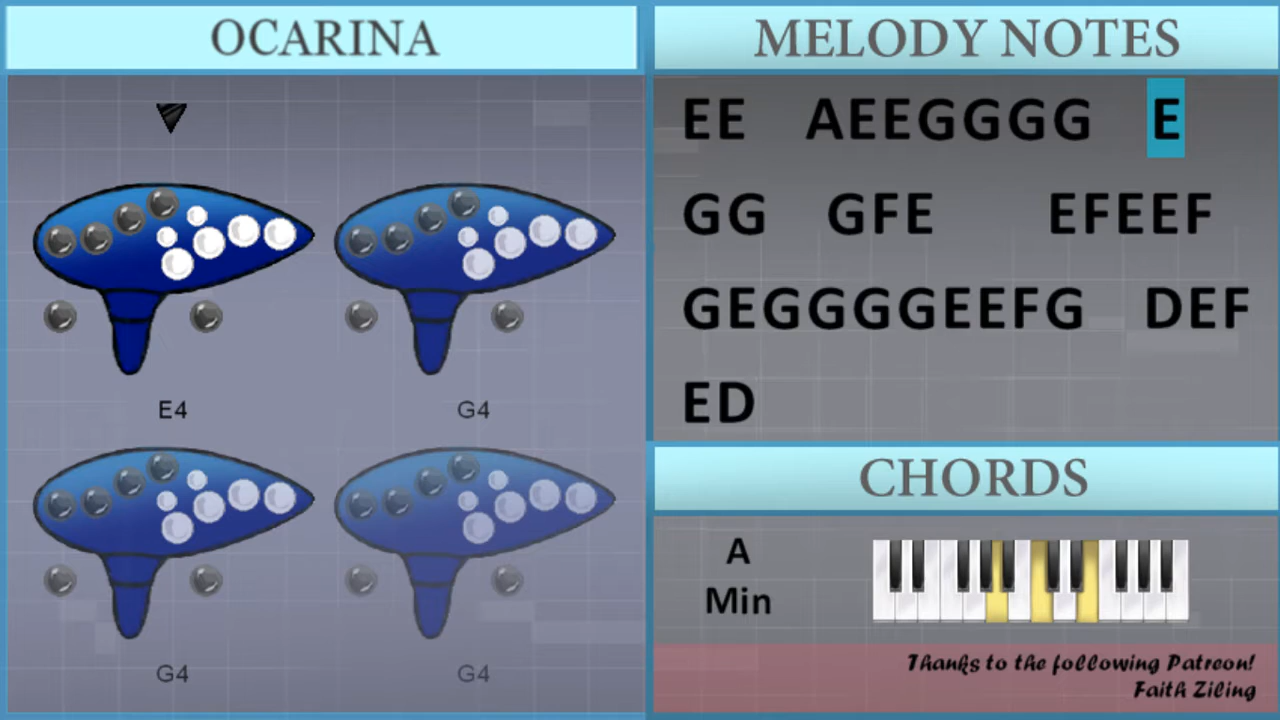 OCARINA
E4
G4
G4
G4
MELODY NOTES
EE AEEGGGG E
GG GFE EFEEF
GEGGGGGEEFG DEF
ED
CHORDS
A
Min
Thanks to the following Patreon!
Faith Ziling